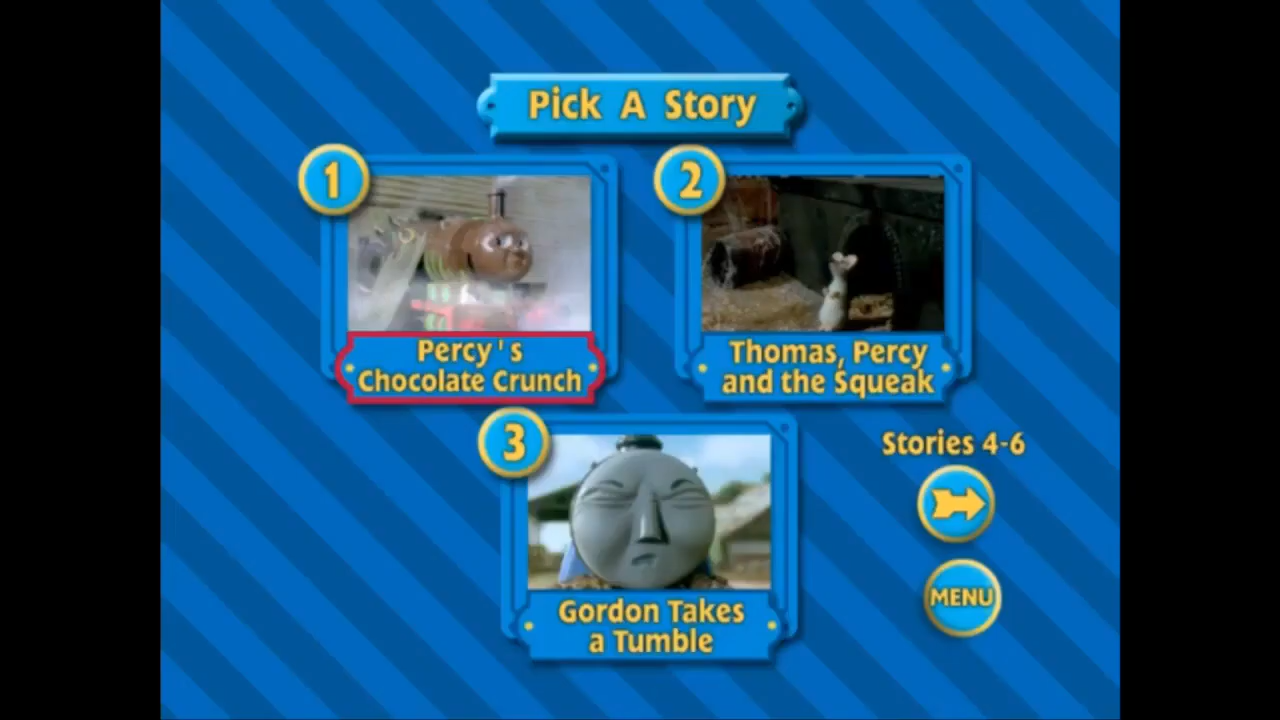 Pick A Story
1
Percy's
Chocolate Crunch
2
Thomas, Percy
and the Squeak
3
Gordon Takes
a Tumble
Stories 4-6
MENU